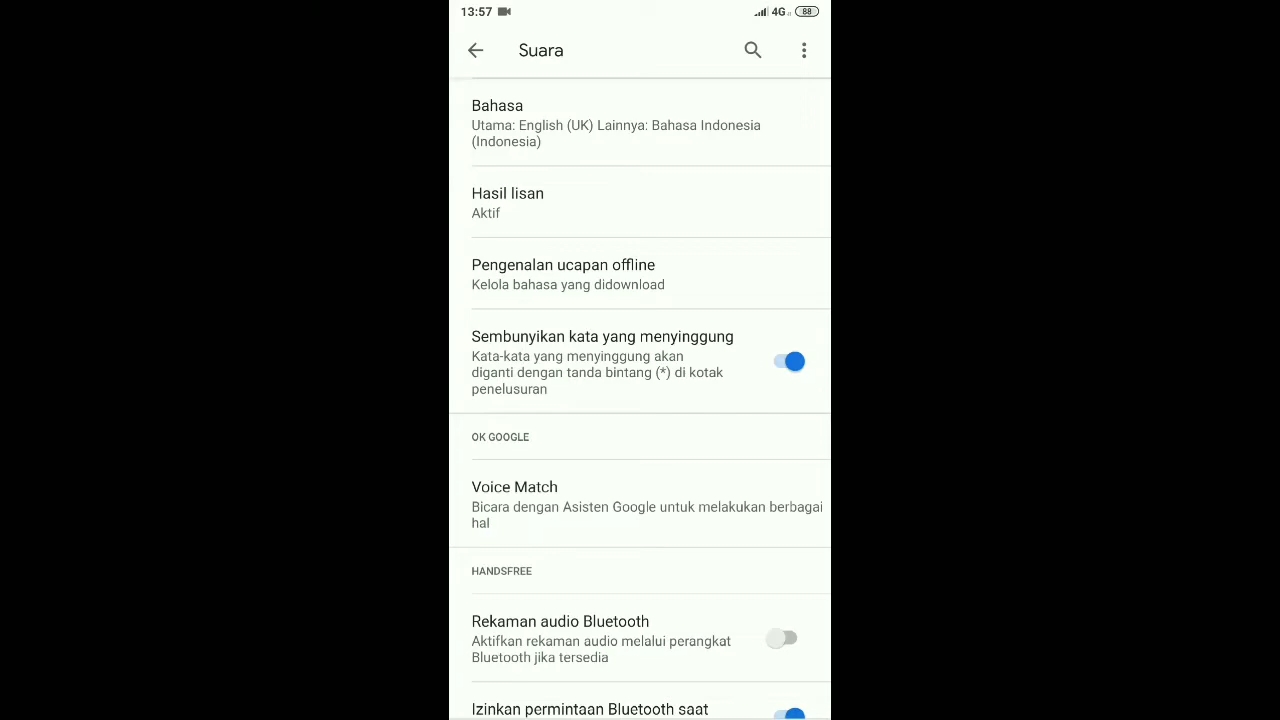 13:57 4G 88
Suara
Bahasa
Utama: English (UK) Lainnya: Bahasa Indonesia
(Indonesia)
Hasil lisan
Aktif
Pengenalan ucapan offline
Kelola bahasa yang didownload
Sembunyikan kata yang menyinggung
Kata-kata yang menyinggung akan
diganti dengan tanda bintang (*) di kotak
penelusuran
OK GOOGLE
Voice Match
Bicara dengan Asisten Google untuk melakukan berbagai
hal
HANDSFREE
Rekaman audio Bluetooth
Aktifkan rekaman audio melalui perangkat
Bluetooth jika tersedia
Izinkan permintaan Bluetooth saat